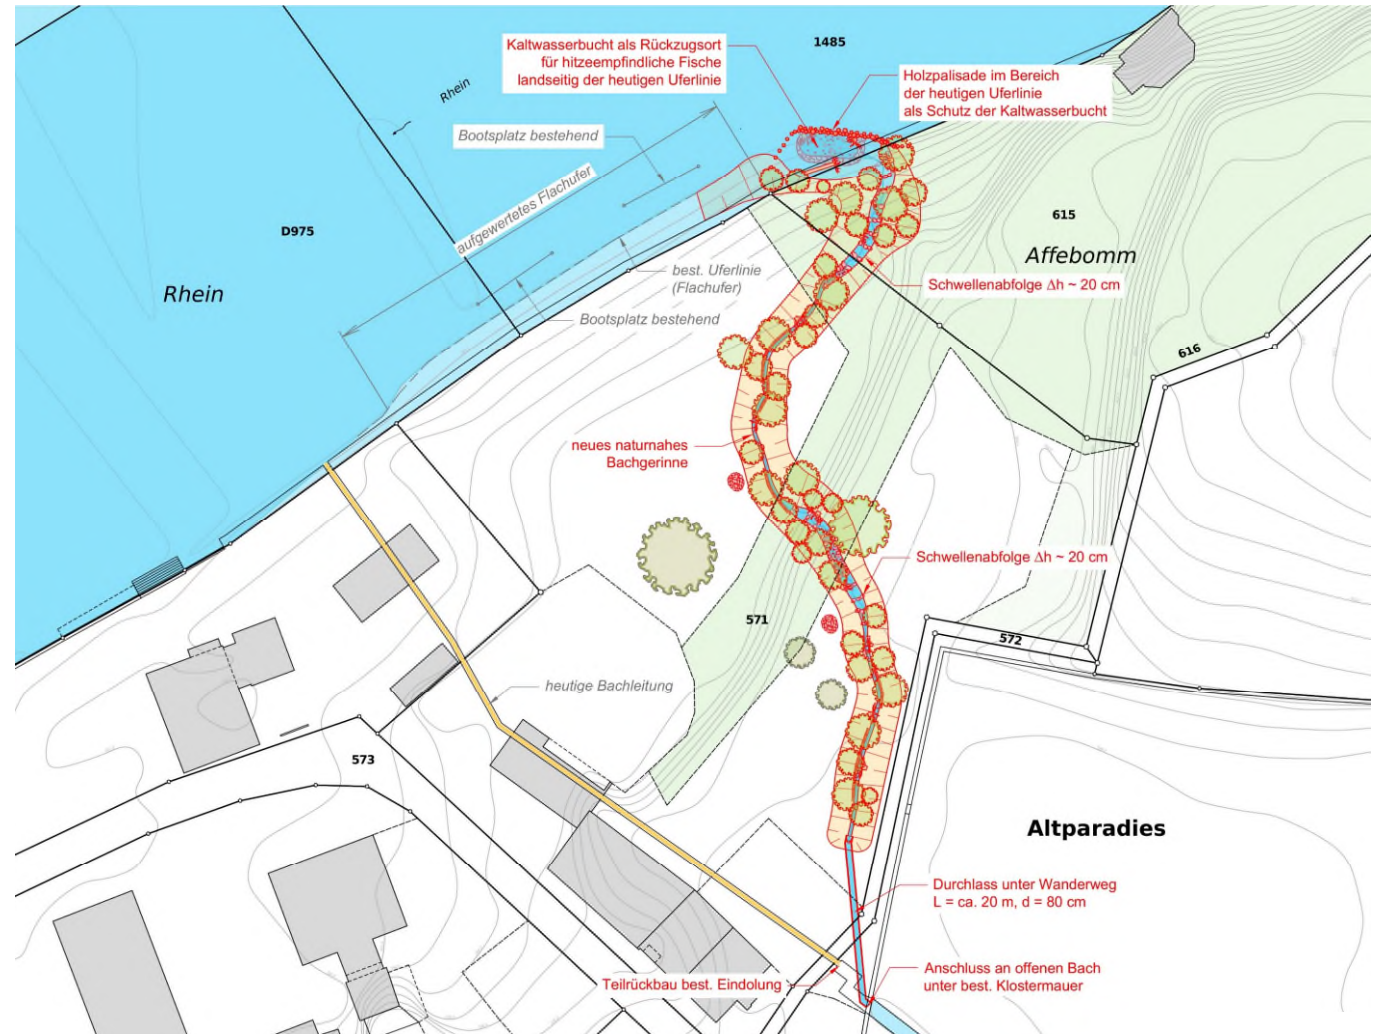 1485
Kaltwasserbucht als Rückzugsort
für hitzeempfindliche Fische
landseitig der heutigen Uferlinie
Holzpalisade im Bereich
der heutigen Uferlinie
als Schutz der Kaltwasserbucht
Rhein
Bootsplatz bestehend
aufgewertetes Flachufer
D975
615
Affebomm
Rhein
best. Uferlinie
(Flachufer)
Schwellenabfolge Δh ~ 20 cm
Bootsplatz bestehend
616
neues naturnahes
Bachgerinne
Schwellenabfolge Δh ~ 20 cm
571
572
heutige Bachleitung
573
Altparadies
Durchlass unter Wanderweg
L = ca. 20 m, d = 80 cm
Anschluss an offenen Bach
unter best. Klostermauer
Teilrückbau best. Eindolung